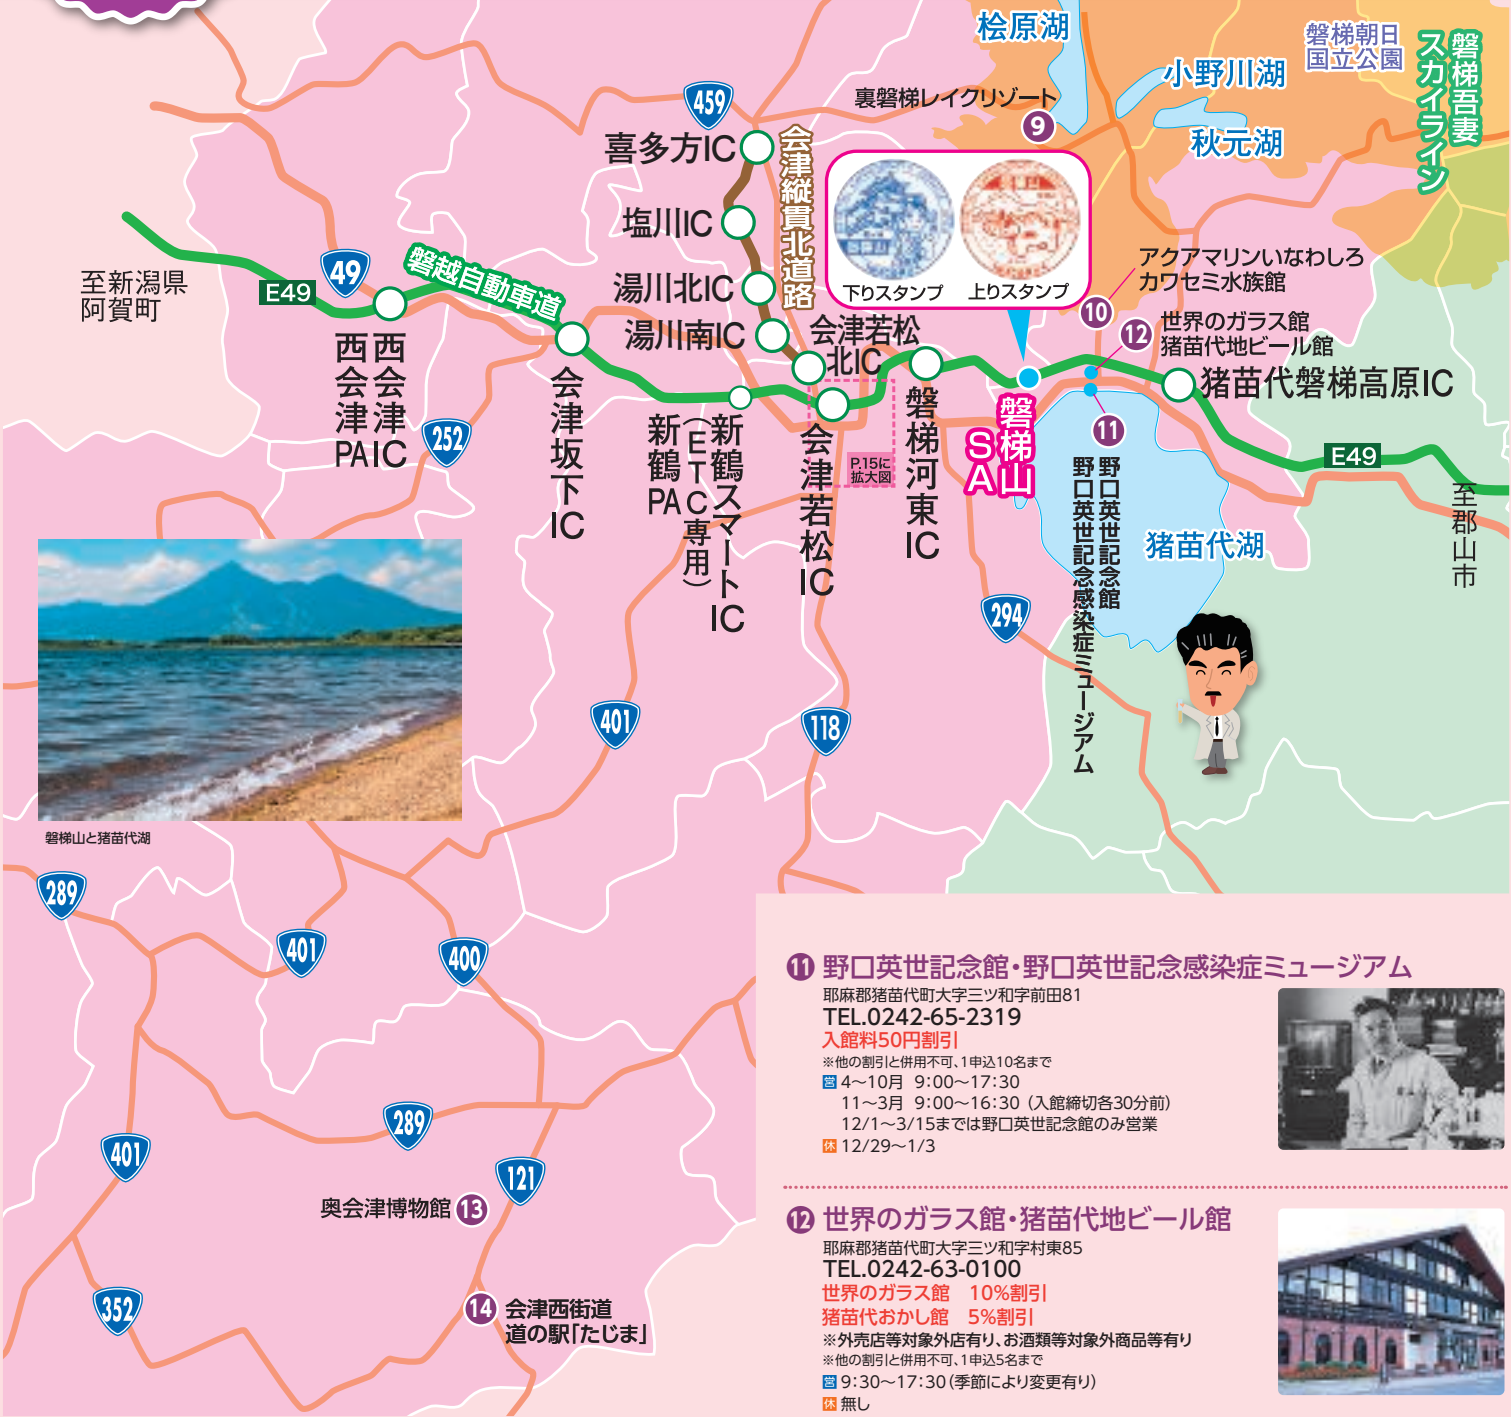 桧原湖
磐梯朝日
国立公園
磐梯吾妻
スカイライン
小野川湖
秋元湖
裏磐梯レイクリゾート
9
459
喜多方IC
会津縦貫北道路
塩川IC
湯川北IC
湯川南IC
下りスタンプ
上りスタンプ
アクアマリンいなわしろ
カワセミ水族館
10
12
世界のガラス館
猪苗代地ビール館
至新潟県
阿賀町
E49
49
磐越自動車道
西会津IC
西会津PA
会津坂下IC
252
新鶴スマートIC
(ETC専用)
新鶴PA
会津若松
北IC
会津若松IC
P.15に
拡大図
磐梯河東IC
磐梯山
SA
猪苗代磐梯高原IC
E49
至郡山市
11
野口英世記念館
野口英世記念感染症ミュージアム
猪苗代湖
294
401
118
磐梯山と猪苗代湖
289
401
400
289
401
121
奥会津博物館
13
352
14
会津西街道
道の駅「たじま」
11 野口英世記念館・野口英世記念感染症ミュージアム
耶麻郡猪苗代町大字三ツ和字前田81
TEL.0242-65-2319
入館料50円割引
※他の割引と併用不可、1申込10名まで
営 4〜10月 9:00〜17:30
11〜3月 9:00〜16:30 (入館締切各30分前)
12/1〜3/15までは野口英世記念館のみ営業
休 12/29〜1/3
12 世界のガラス館・猪苗代地ビール館
耶麻郡猪苗代町大字三ツ和字村東85
TEL.0242-63-0100
世界のガラス館 10%割引
猪苗代おかし館 5%割引
※外売店等対象外店有り、お酒類等対象外商品等有り
※他の割引と併用不可、1申込5名まで
営 9:30〜17:30(季節により変更有り)
休 無し